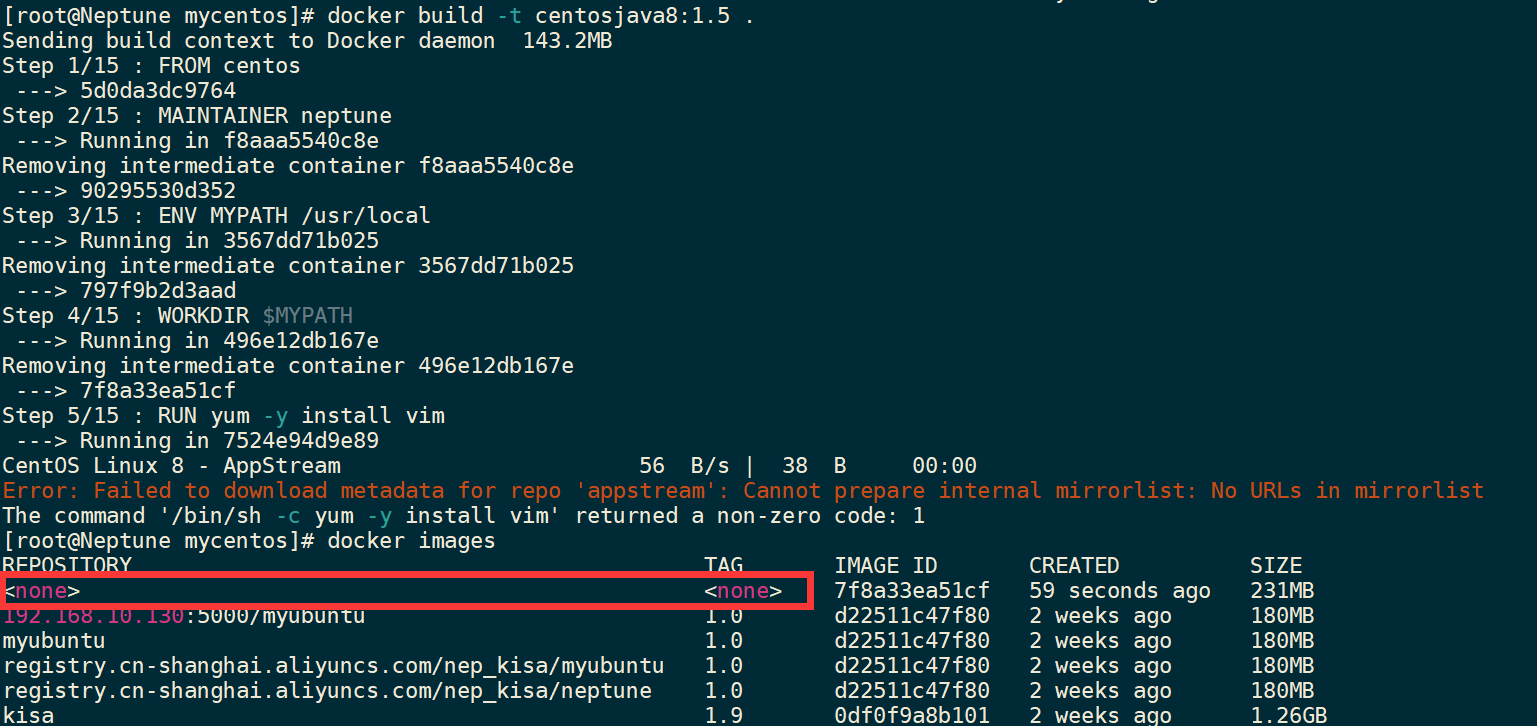 [root@Neptune mycentos]# docker build -t centosjava8:1.5 .
Sending build context to Docker daemon  143.2MB
Step 1/15 : FROM centos
 ---> 5d0da3dc9764
Step 2/15 : MAINTAINER neptune
 ---> Running in f8aaa5540c8e
Removing intermediate container f8aaa5540c8e
 ---> 90295530d352
Step 3/15 : ENV MYPATH /usr/local
 ---> Running in 3567dd71b025
Removing intermediate container 3567dd71b025
 ---> 797f9b2d3aad
Step 4/15 : WORKDIR $MYPATH
 ---> Running in 496e12db167e
Removing intermediate container 496e12db167e
 ---> 7f8a33ea51cf
Step 5/15 : RUN yum -y install vim
 ---> Running in 7524e94d9e89
CentOS Linux 8 - AppStream                       56  B/s |  38  B     00:00
Error: Failed to download metadata for repo 'appstream': Cannot prepare internal mirrorlist: No URLs in mirrorlist
The command '/bin/sh -c yum -y install vim' returned a non-zero code: 1
[root@Neptune mycentos]# docker images
REPOSITORY                                            TAG       IMAGE ID       CREATED          SIZE
<none>                                                <none>    7f8a33ea51cf   59 seconds ago   231MB
192.168.10.130:5000/myubuntu                          1.0       d22511c47f80   2 weeks ago      180MB
myubuntu                                              1.0       d22511c47f80   2 weeks ago      180MB
registry.cn-shanghai.aliyuncs.com/nep_kisa/myubuntu   1.0       d22511c47f80   2 weeks ago      180MB
registry.cn-shanghai.aliyuncs.com/nep_kisa/neptune    1.0       d22511c47f80   2 weeks ago      180MB
kisa                                                  1.9       0df0f9a8b101   2 weeks ago      1.26GB